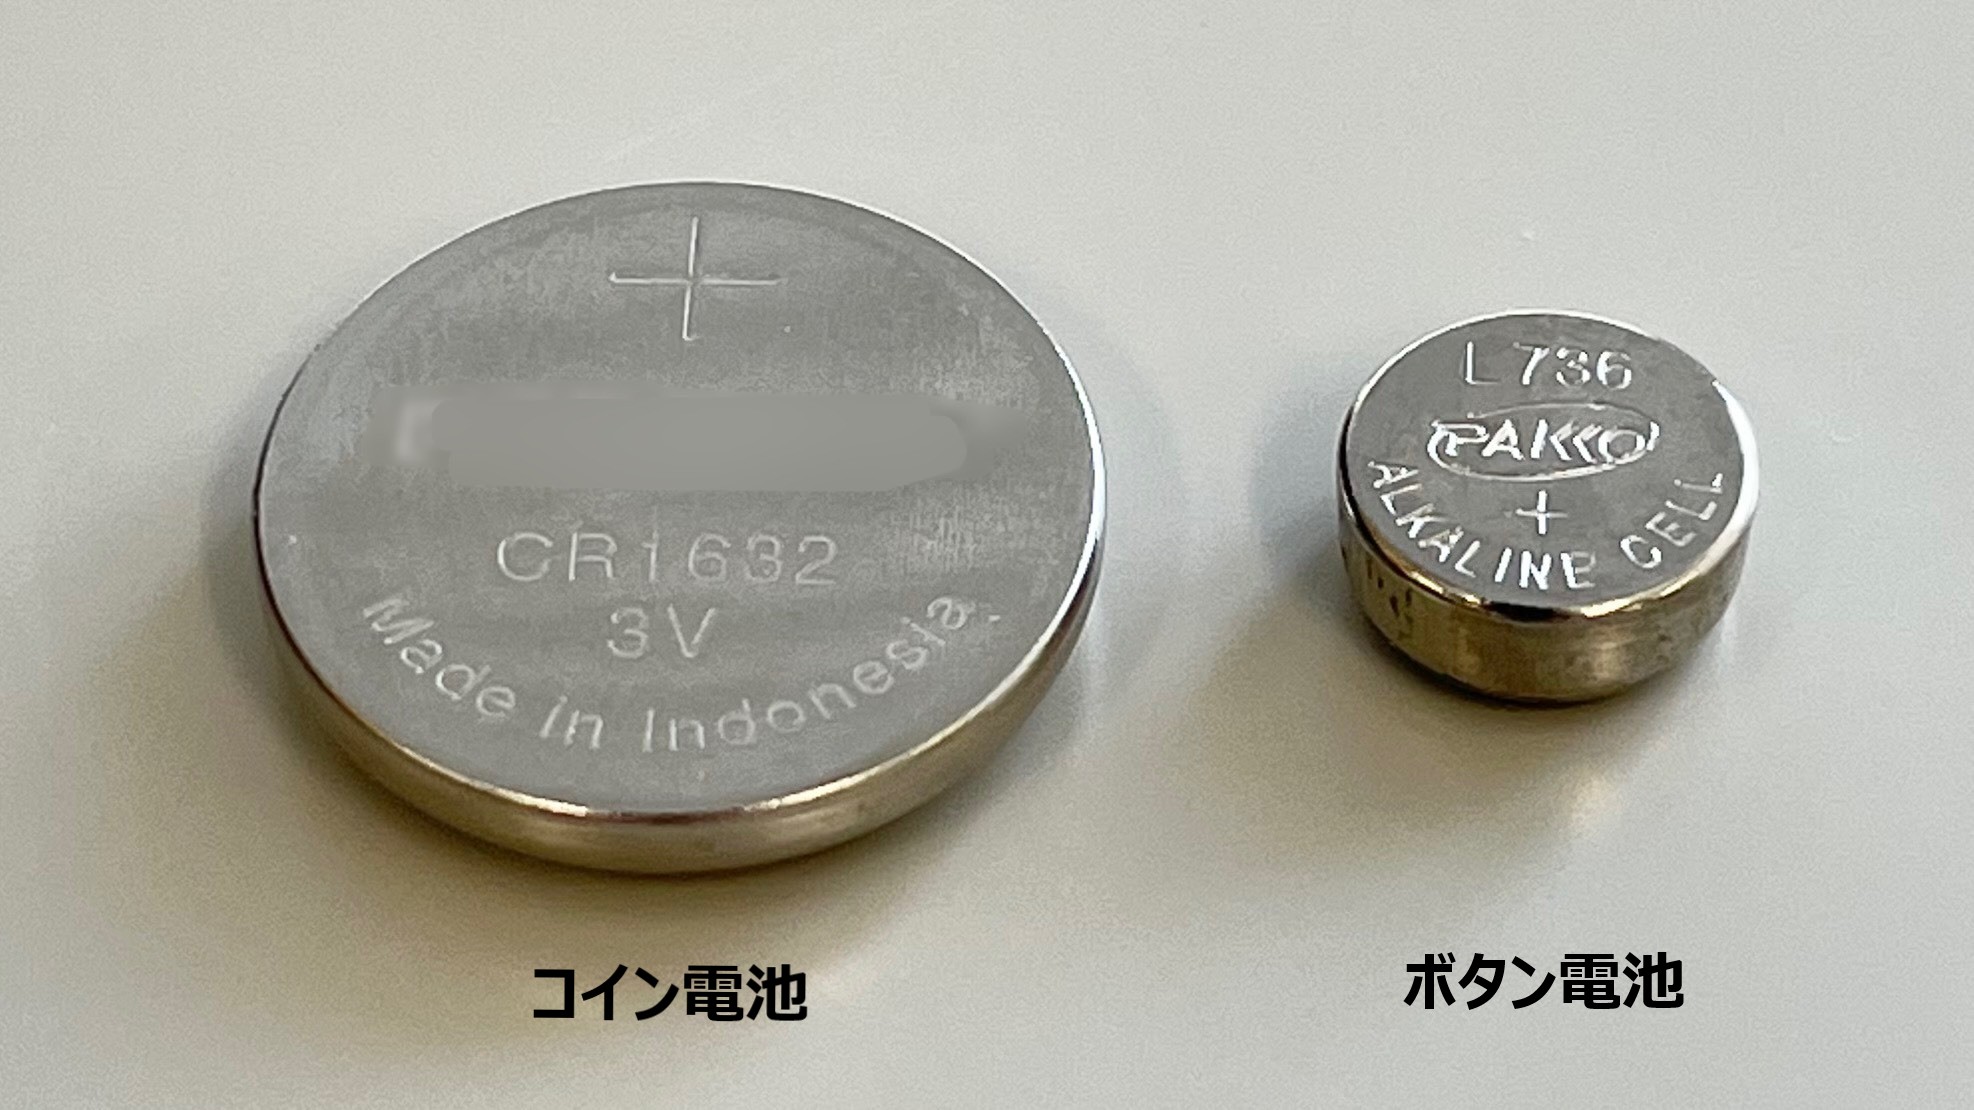 +
CR1632
3V
Made in Indonesia
L736
PAKKO
+
ALKALINE CELL
コイン電池
ボタン電池